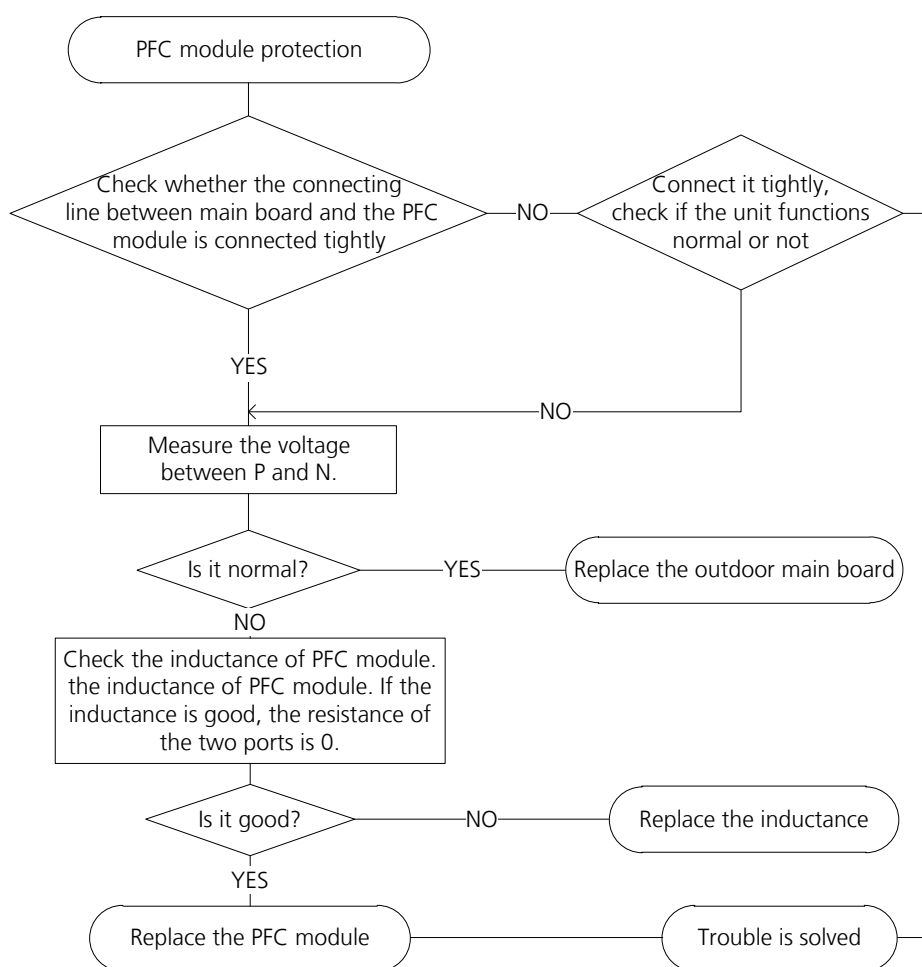 PFC module protection
Check whether the connecting
line between main board and the PFC
module is connected tightly
NO
Connect it tightly,
check if the unit functions
normal or not
YES
NO
Measure the voltage
between P and N.
Is it normal?
YES
Replace the outdoor main board
NO
Check the inductance of PFC module.
the inductance of PFC module. If the
inductance is good, the resistance of
the two ports is 0.
Is it good?
NO
Replace the inductance
YES
Replace the PFC module
Trouble is solved